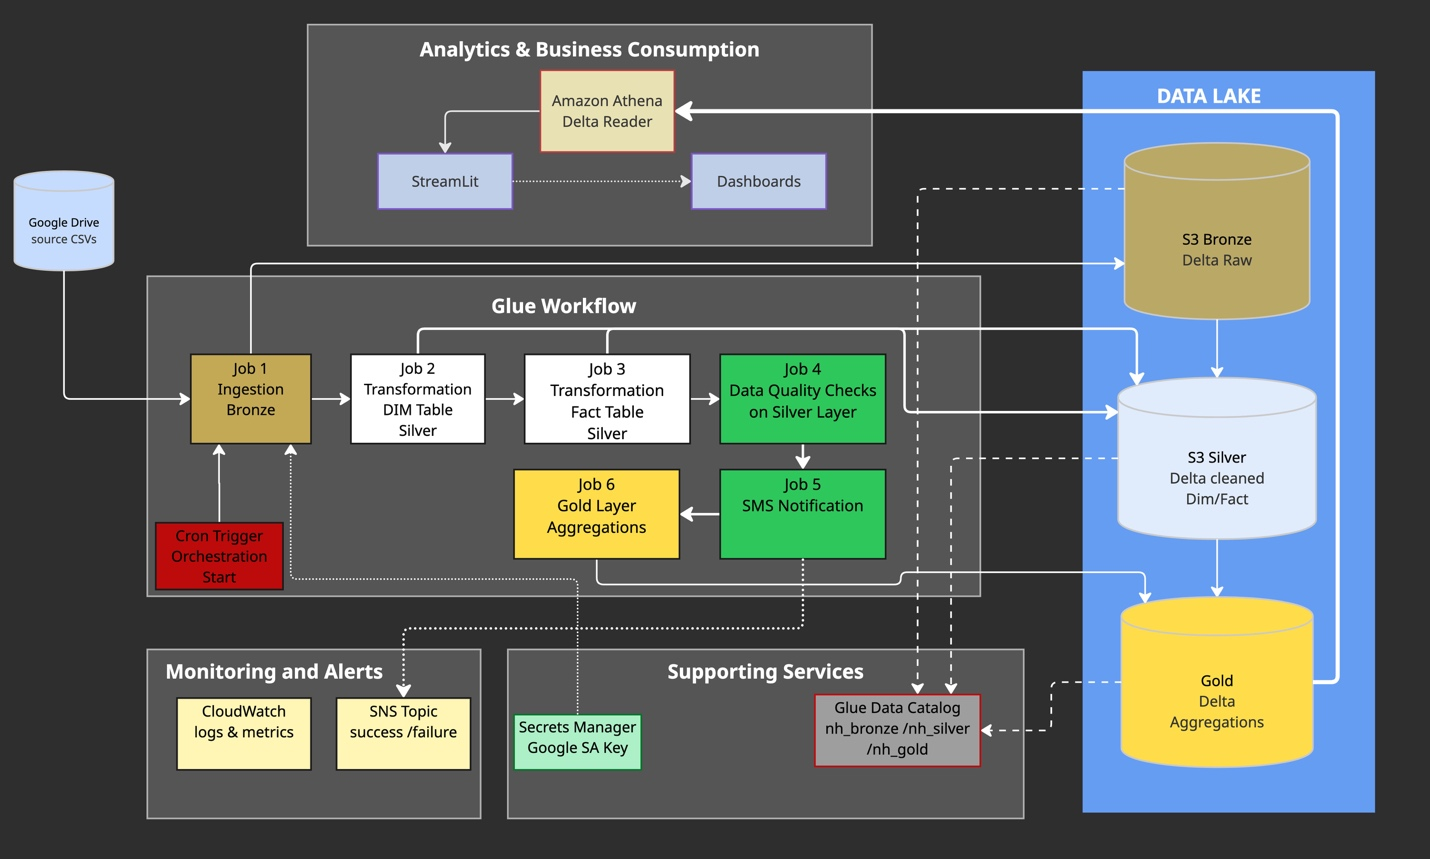 Analytics & Business Consumption
Amazon Athena
Delta Reader
StreamLit
Dashboards
DATA LAKE
S3 Bronze
Delta Raw
S3 Silver
Delta cleaned
Dim/Fact
Gold
Delta
Aggregations
Google Drive
source CSVs
Glue Workflow
Job 1
Ingestion
Bronze
Job 2
Transformation
DIM Table
Silver
Job 3
Transformation
Fact Table
Silver
Job 4
Data Quality Checks
on Silver Layer
Job 6
Gold Layer
Aggregations
Job 5
SMS Notification
Cron Trigger
Orchestration
Start
Monitoring and Alerts
CloudWatch
logs & metrics
SNS Topic
success /failure
Supporting Services
Secrets Manager
Google SA Key
Glue Data Catalog
nh_bronze /nh_silver
/nh_gold